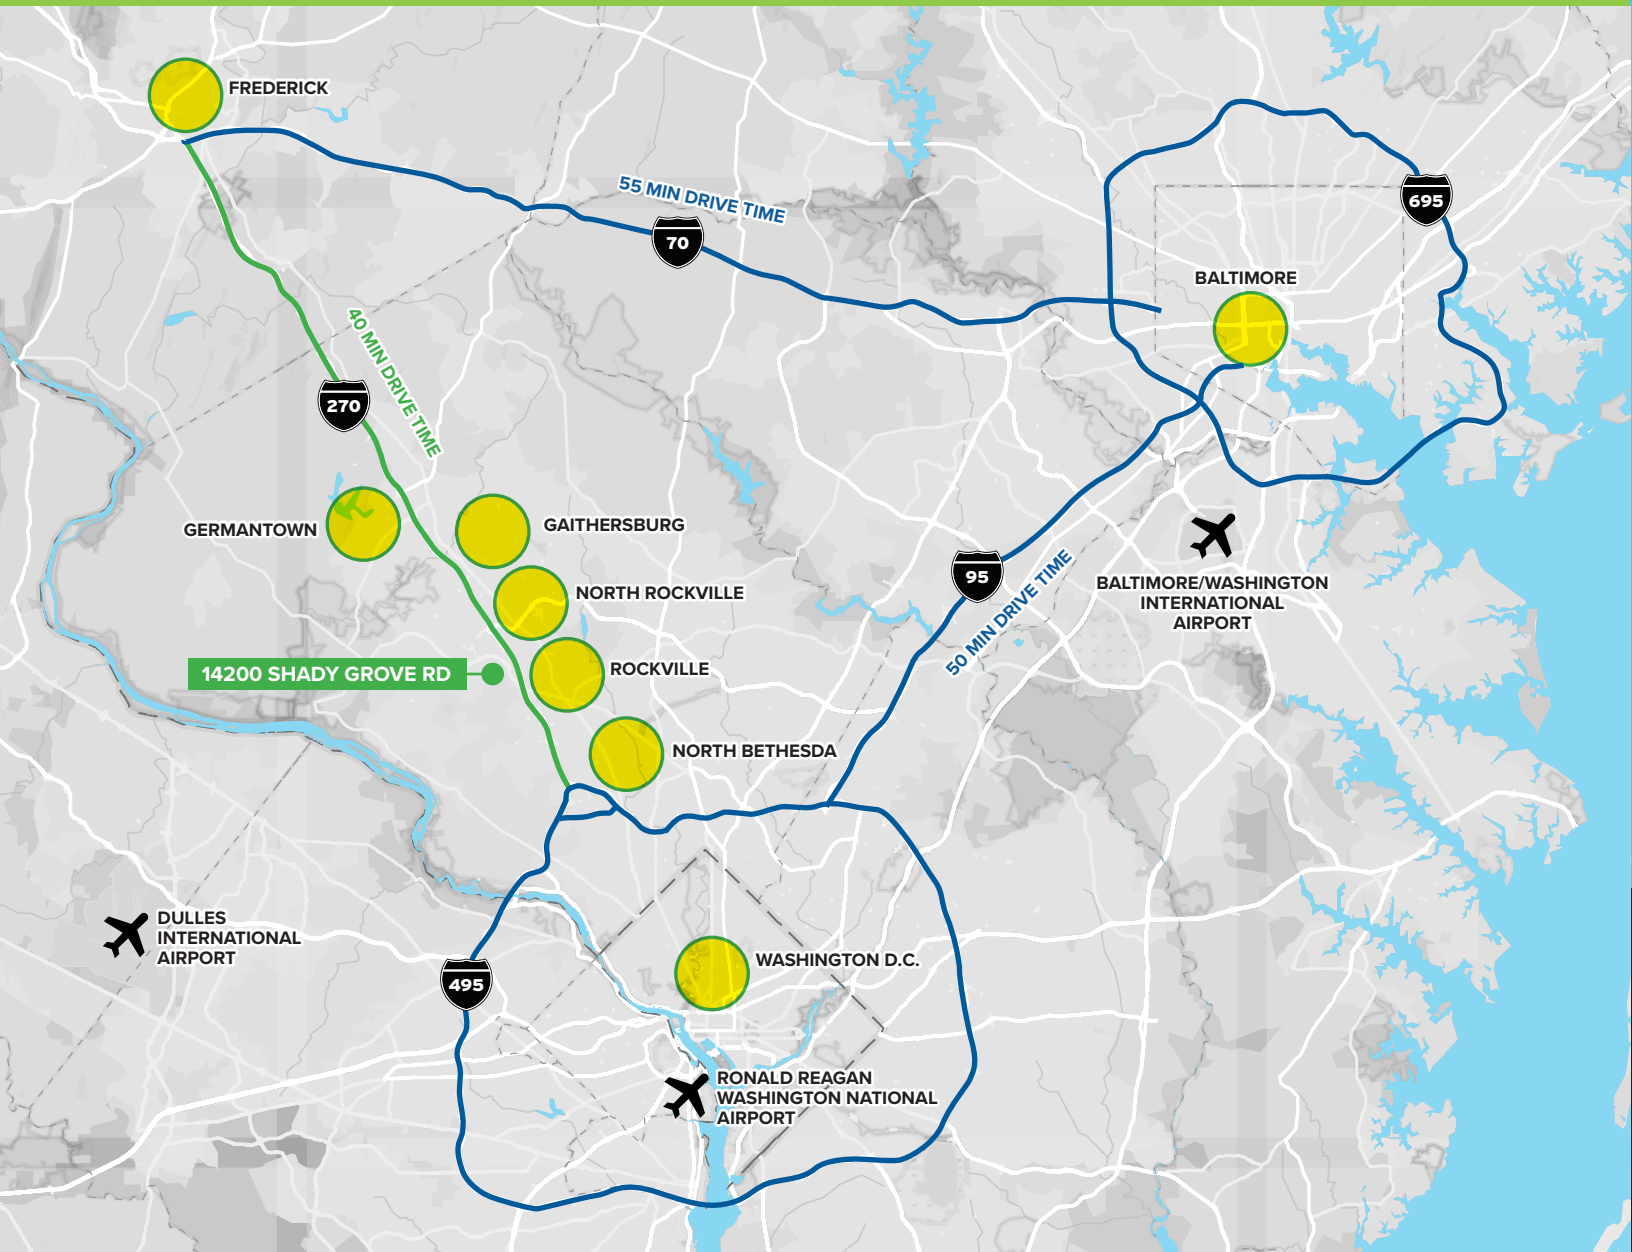 FREDERICK
55 MIN DRIVE TIME
70
695
BALTIMORE
40 MIN DRIVE TIME
270
GERMANTOWN
GAITHERSBURG
NORTH ROCKVILLE
95
50 MIN DRIVE TIME
BALTIMORE/WASHINGTON
INTERNATIONAL
AIRPORT
14200 SHADY GROVE RD
ROCKVILLE
NORTH BETHESDA
DULLES
INTERNATIONAL
AIRPORT
495
WASHINGTON D.C.
RONALD REAGAN
WASHINGTON NATIONAL
AIRPORT